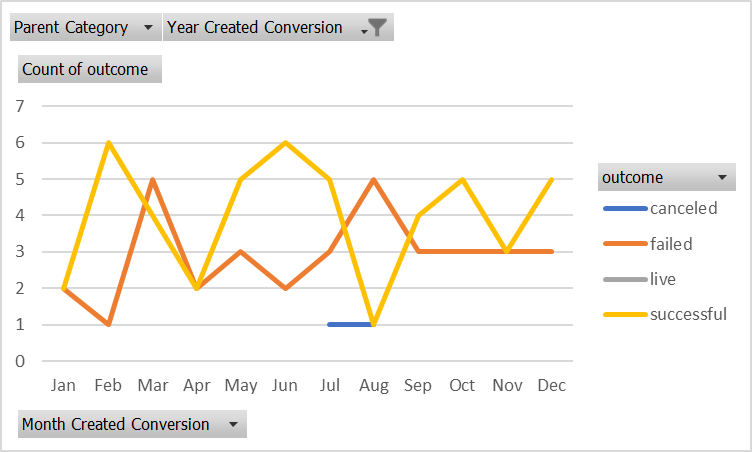 Parent Category Year Created Conversion
Count of outcome
7
6
5
4
3
2
1
0
Jan Feb Mar Apr May Jun Jul Aug Sep Oct Nov Dec
outcome
canceled
failed
live
successful
Month Created Conversion